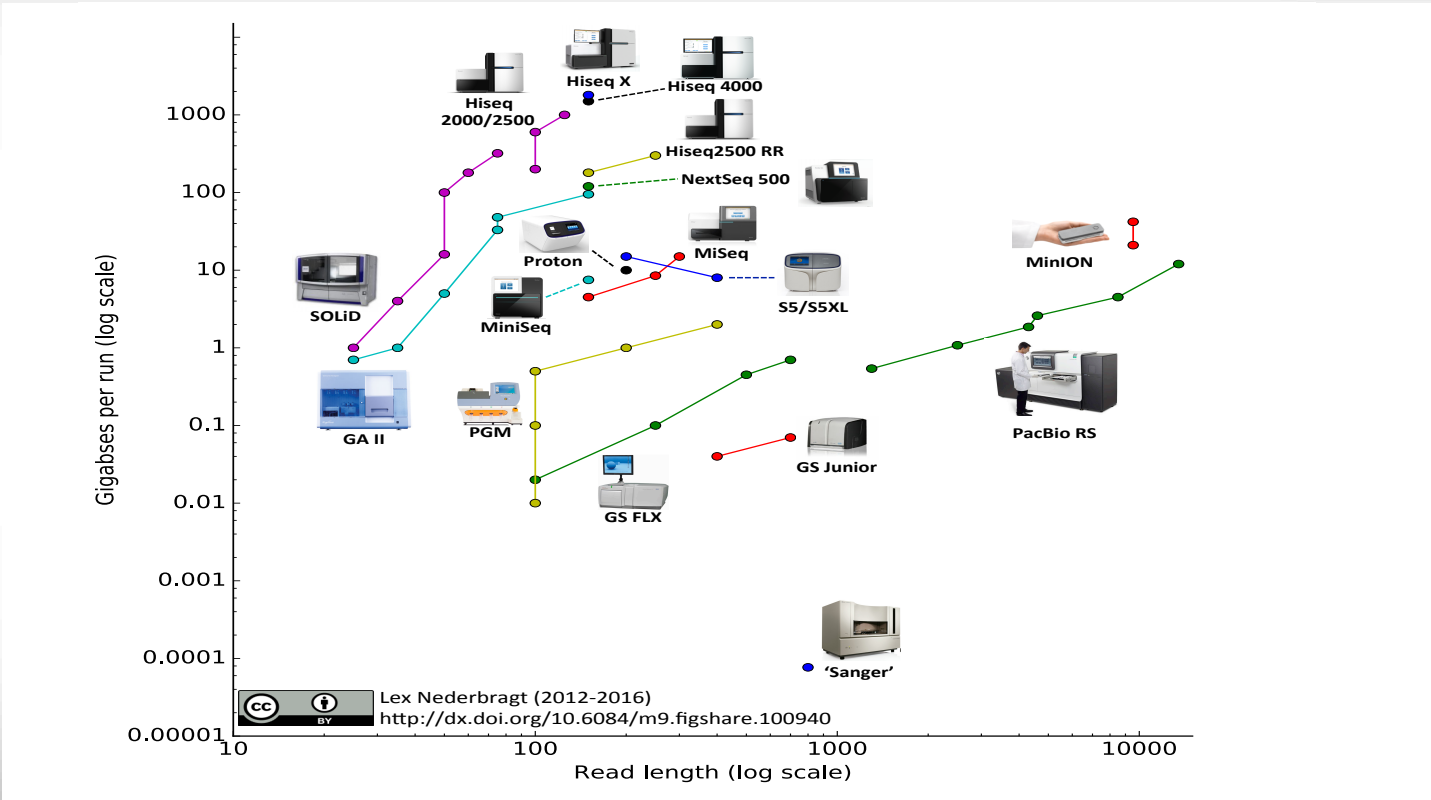 Hiseq X
Hiseq 4000
Hiseq
2000/2500
Hiseq2500 RR
NextSeq 500
Proton
MiSeq
MinION
SOLiD
MiniSeq
S5/S5XL
GA II
PGM
PacBio RS
GS Junior
GS FLX
‘Sanger’
Gigabses per run (log scale)
1000
100
10
1
0.1
0.01
0.001
0.0001
0.00001
cc
BY
Lex Nederbragt (2012-2016)
http://dx.doi.org/10.6084/m9.figshare.100940
10
100
1000
10000
Read length (log scale)